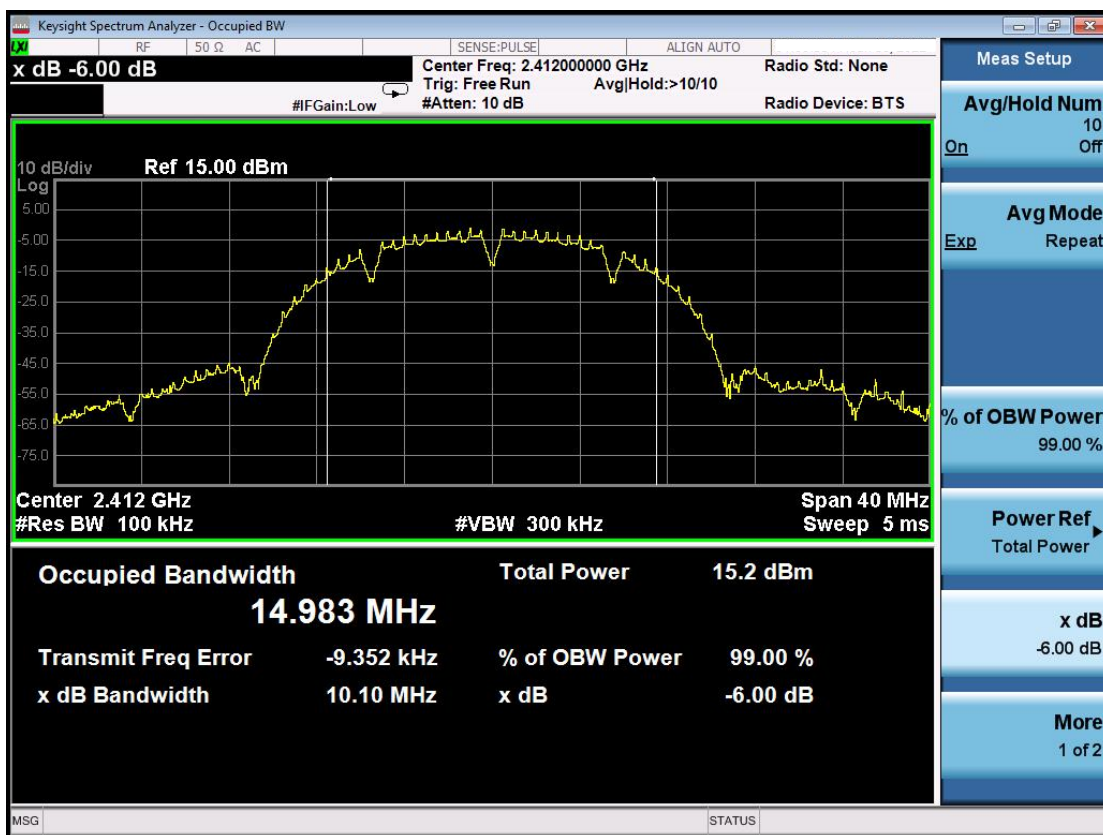 Keysight Spectrum Analyzer - Occupied BW
LXI RF 50 Ω AC SENSE:PULSE ALIGN AUTO
x dB -6.00 dB
#IFGain:Low
Center Freq: 2.412000000 GHz
Trig: Free Run Avg|Hold:>10/10
#Atten: 10 dB
Radio Std: None
Radio Device: BTS
10 dB/div Ref 15.00 dBm
Log
5.00
-5.00
-15.0
-25.0
-35.0
-45.0
-55.0
-65.0
-75.0
Center 2.412 GHz Span 40 MHz
#Res BW 100 kHz #VBW 300 kHz Sweep 5 ms
Occupied Bandwidth Total Power 15.2 dBm
14.983 MHz
Transmit Freq Error -9.352 kHz % of OBW Power 99.00 %
x dB Bandwidth 10.10 MHz x dB -6.00 dB
Meas Setup
Avg/Hold Num
10
On Off
Avg Mode
Exp Repeat
% of OBW Power
99.00 %
Power Ref
Total Power
x dB
-6.00 dB
More
1 of 2
MSG STATUS